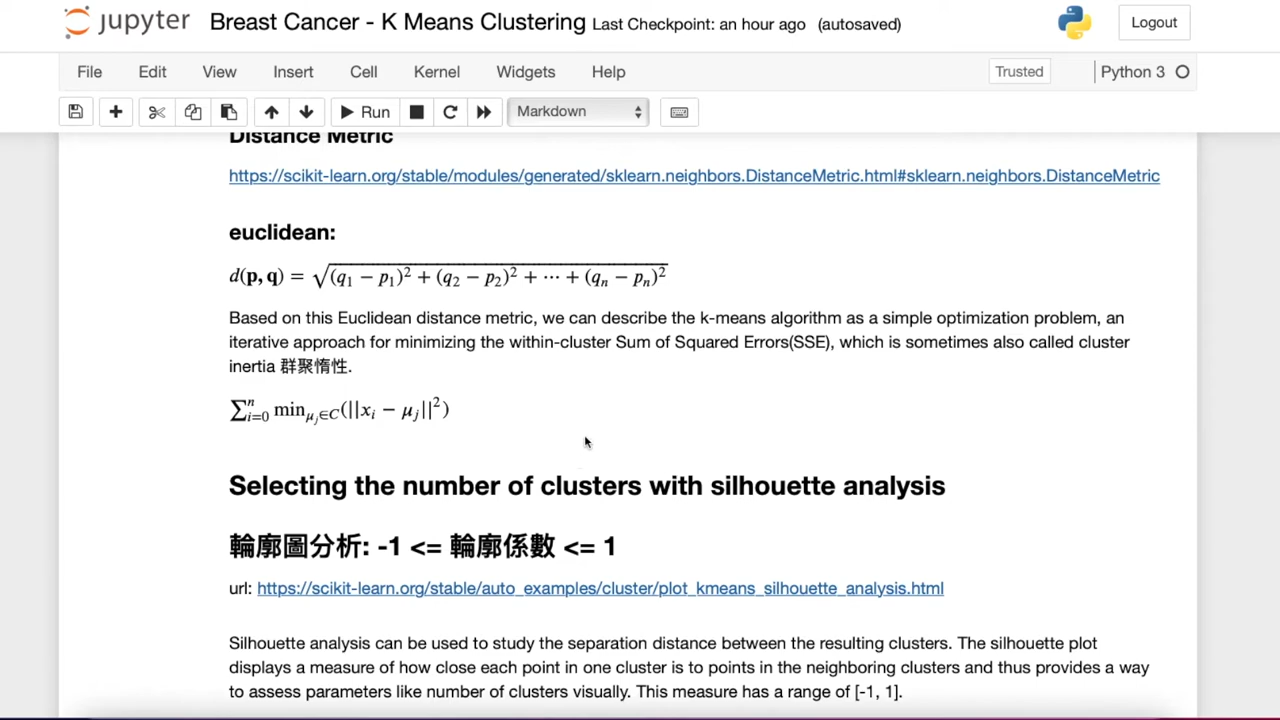 jupyter Breast Cancer - K Means Clustering Last Checkpoint: an hour ago (autosaved) Logout
File Edit View Insert Cell Kernel Widgets Help Trusted Python 3
Run Markdown
Distance Metric
https://scikit-learn.org/stable/modules/generated/sklearn.neighbors.DistanceMetric.html#sklearn.neighbors.DistanceMetric
euclidean:
d(p, q) = √(q₁ − p₁)² + (q₂ − p₂)² + ⋯ + (qₙ − pₙ)²
Based on this Euclidean distance metric, we can describe the k-means algorithm as a simple optimization problem, an
iterative approach for minimizing the within-cluster Sum of Squared Errors(SSE), which is sometimes also called cluster
inertia 群聚惰性.
∑ⁿᵢ₌₀ min_{μⱼ∈C}(||xᵢ − μⱼ||²)
Selecting the number of clusters with silhouette analysis
輪廓圖分析: -1 <= 輪廓係數 <= 1
url: https://scikit-learn.org/stable/auto_examples/cluster/plot_kmeans_silhouette_analysis.html
Silhouette analysis can be used to study the separation distance between the resulting clusters. The silhouette plot
displays a measure of how close each point in one cluster is to points in the neighboring clusters and thus provides a way
to assess parameters like number of clusters visually. This measure has a range of [-1, 1].